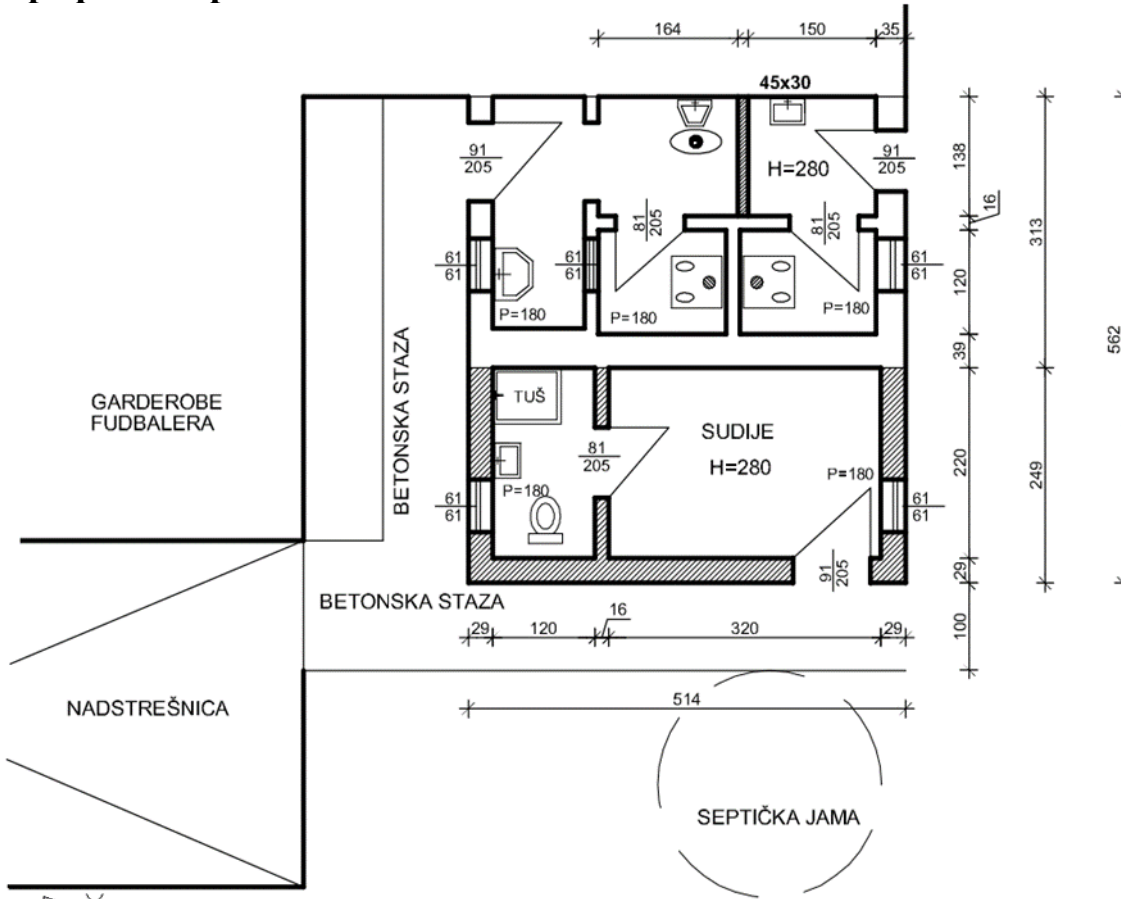 164
150
35
45x30
91
205
H=280
91
205
138
16
81
205
81
205
313
61
61
61
61
61
61
120
P=180
P=180
P=180
562
39
BETONSKA STAZA
GARDEROBE
FUDBALERA
TUŠ
SUDIJE
81
205
H=280
220
249
P=180
P=180
61
61
61
61
91
205
29
BETONSKA STAZA
16
29
120
320
29
100
NADSTREŠNICA
514
SEPTIČKA JAMA